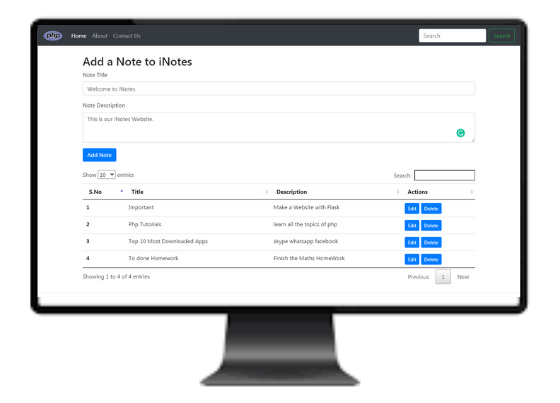 php Home About Contact Us Search Search
Add a Note to iNotes
Note Title
Welcome to iNotes
Note Description
This is our iNotes Website.
Add Note
Show 10 entries Search:
S.No Title Description Actions
1 Important Make a Website with Flask Edit Delete
2 Php Tutorials learn all the topics of php Edit Delete
3 Top 10 Most Downloaded Apps skype whatsapp facebook Edit Delete
4 To done Homework Finish the Maths HomeWork Edit Delete
Showing 1 to 4 of 4 entries Previous 1 Next